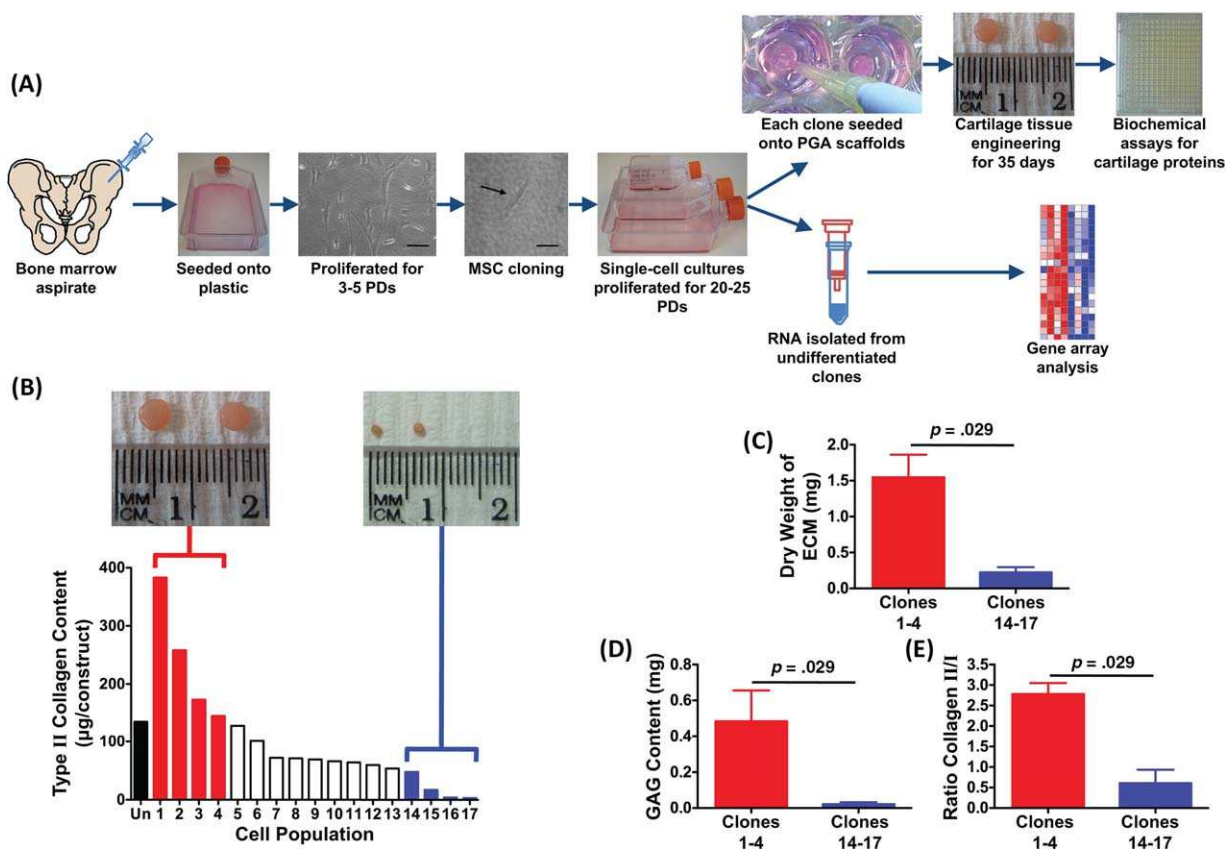 (A)
Bone marrow
aspirate
Seeded onto
plastic
Proliferated for
3-5 PDs
MSC cloning
Single-cell cultures
proliferated for 20-25
PDs
Each clone seeded
onto PGA scaffolds
MM
CM
1
2
Cartilage tissue
engineering
for 35 days
Biochemical
assays for
cartilage proteins
RNA isolated from
undifferentiated
clones
Gene array
analysis
(B)
MM
CM
1
2
MM
CM
1
2
Type II Collagen Content
(µg/construct)
400
300
200
100
0
Un 1 2 3 4 5 6 7 8 9 10 11 12 13 14 15 16 17
Cell Population
(C)
p = .029
Dry Weight of
ECM (mg)
2.0
1.5
1.0
0.5
0.0
Clones
1-4
Clones
14-17
(D)
p = .029
GAG Content (mg)
0.8
0.6
0.4
0.2
0.0
Clones
1-4
Clones
14-17
(E)
p = .029
Ratio Collagen II/I
3.5
3.0
2.5
2.0
1.5
1.0
0.5
0.0
Clones
1-4
Clones
14-17